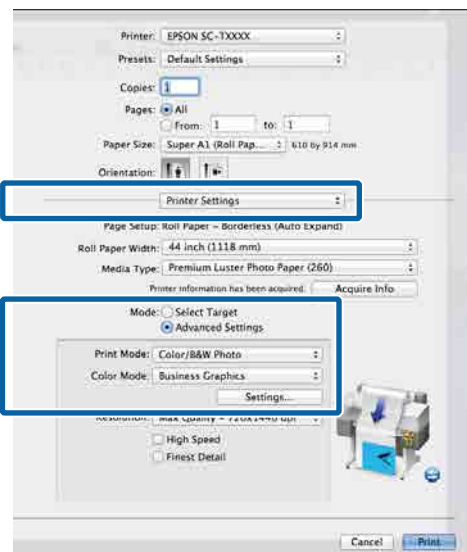 Printer: EPSON SC-TXXXX
Presets: Default Settings
Copies: 1
Pages: All
From: 1 to: 1
Paper Size: Super A1 (Roll Pap... 610 by 914 mm
Orientation:
Printer Settings
Page Setup: Roll Paper - Borderless (Auto Expand)
Roll Paper Width: 44 inch (1118 mm)
Media Type: Premium Luster Photo Paper (260)
Printer information has been acquired. Acquire Info
Mode: Select Target
Advanced Settings
Print Mode: Color/B&W Photo
Color Mode: Business Graphics
Settings...
Resolution: Max Quality - 720x1440 dpi
High Speed
Finest Detail
Cancel Print